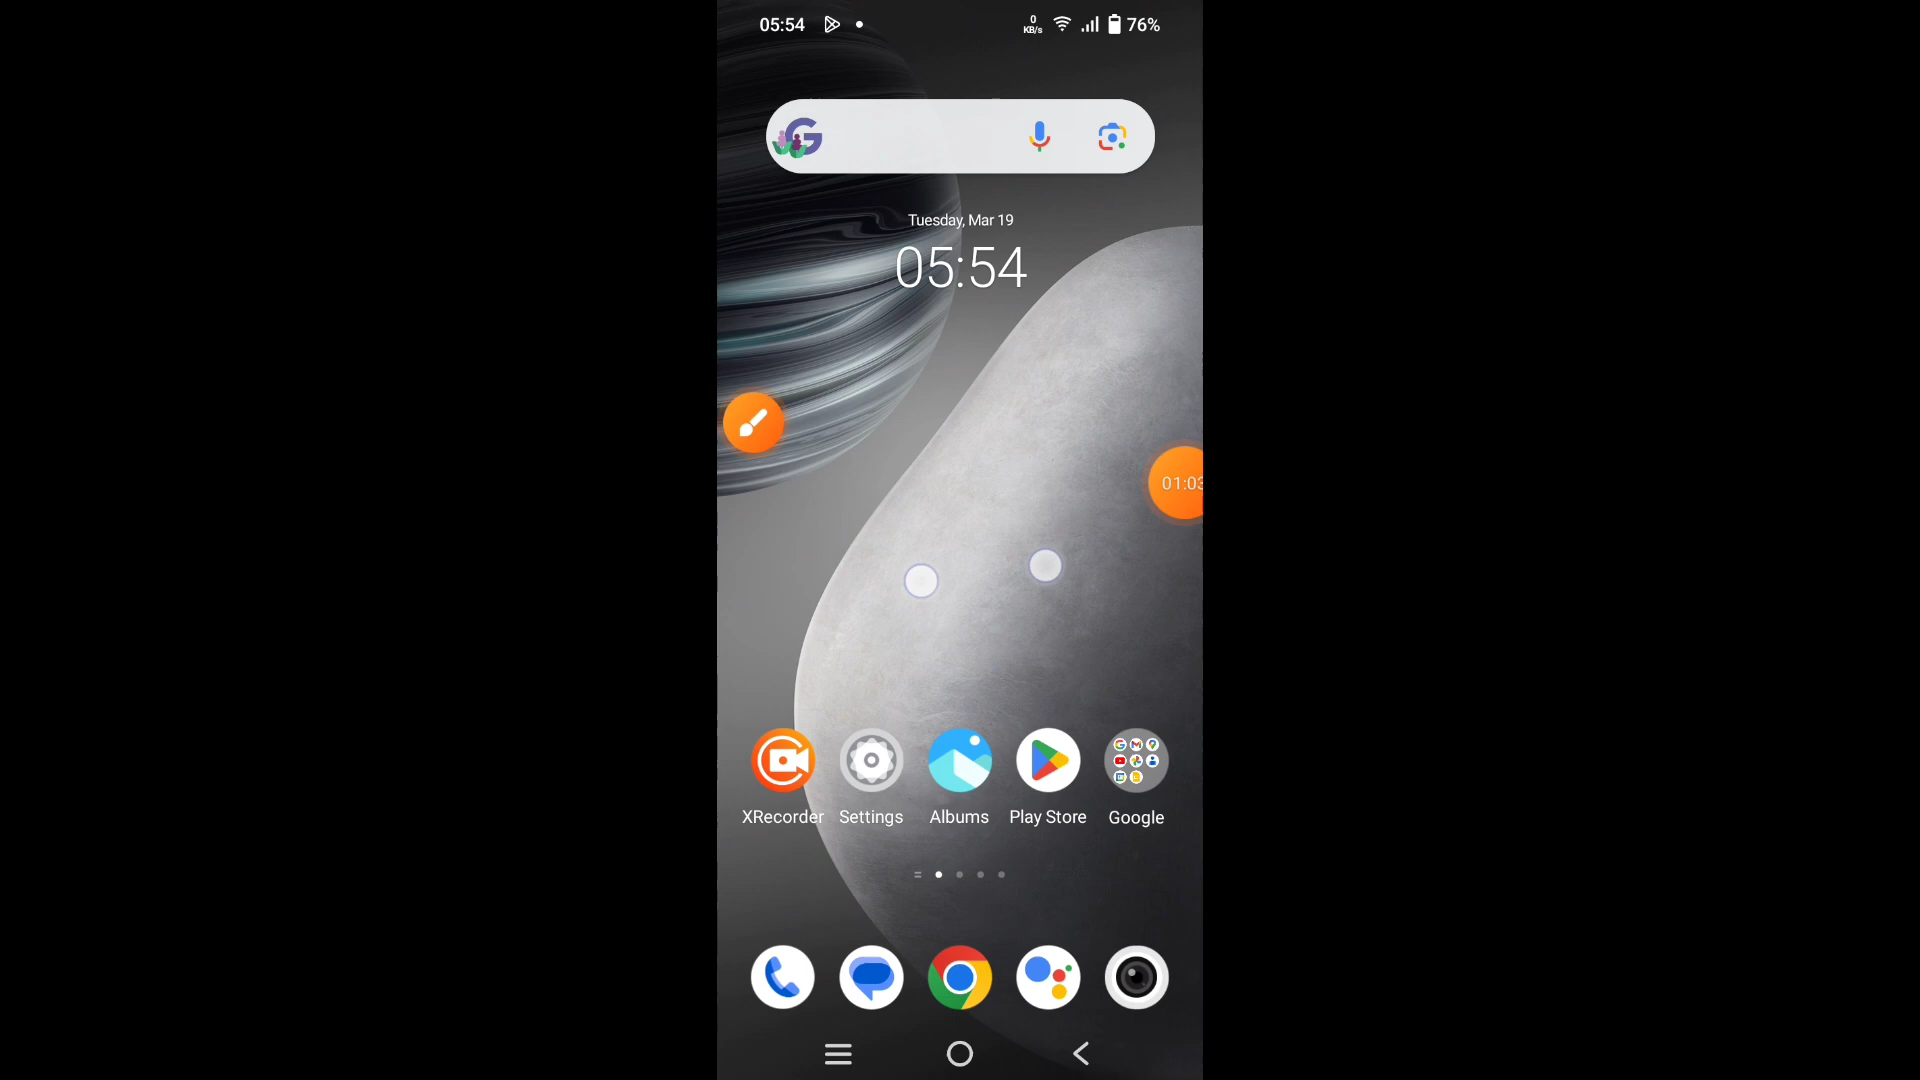 05:54
0
KB/s
76%
Tuesday, Mar 19
05:54
01:03
XRecorder
Settings
Albums
Play Store
Google